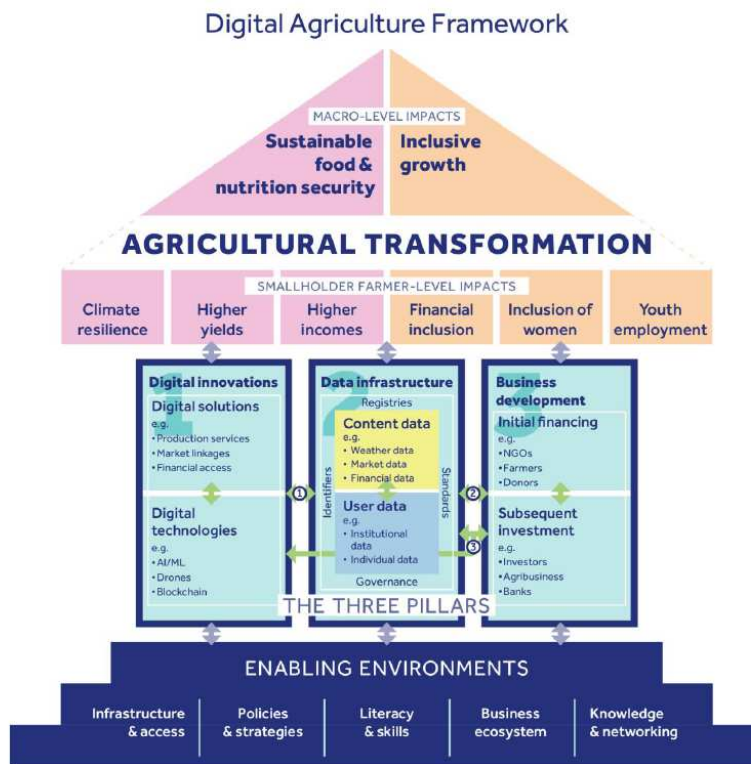 Digital Agriculture Framework
MACRO-LEVEL IMPACTS
Sustainable
food &
nutrition security
Inclusive
growth
AGRICULTURAL TRANSFORMATION
SMALLHOLDER FARMER-LEVEL IMPACTS
Climate
resilience
Higher
yields
Higher
incomes
Financial
inclusion
Inclusion of
women
Youth
employment
1
Digital innovations
Digital solutions
e.g.
•Production services
•Market linkages
•Financial access
Digital
technologies
e.g.
•AI/ML
•Drones
•Blockchain
1
2
Data infrastructure
Registries
Identifiers
Content data
e.g.
• Weather data
• Market data
• Financial data
User data
e.g.
• Institutional
data
• Individual data
Standards
Governance
2
3
3
Business
development
Initial financing
e.g.
•NGOs
•Farmers
•Donors
Subsequent
investment
e.g.
•Investors
•Agribusiness
•Banks
THE THREE PILLARS
ENABLING ENVIRONMENTS
Infrastructure
& access
Policies
& strategies
Literacy
& skills
Business
ecosystem
Knowledge
& networking